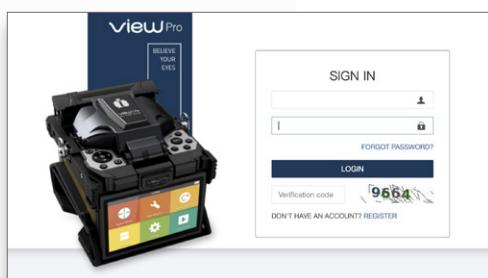 vIEW Pro
BELIEVE
YOUR
EYES
SIGN IN
FORGOT PASSWORD?
LOGIN
Verification code
9664
DON'T HAVE AN ACCOUNT? REGISTER